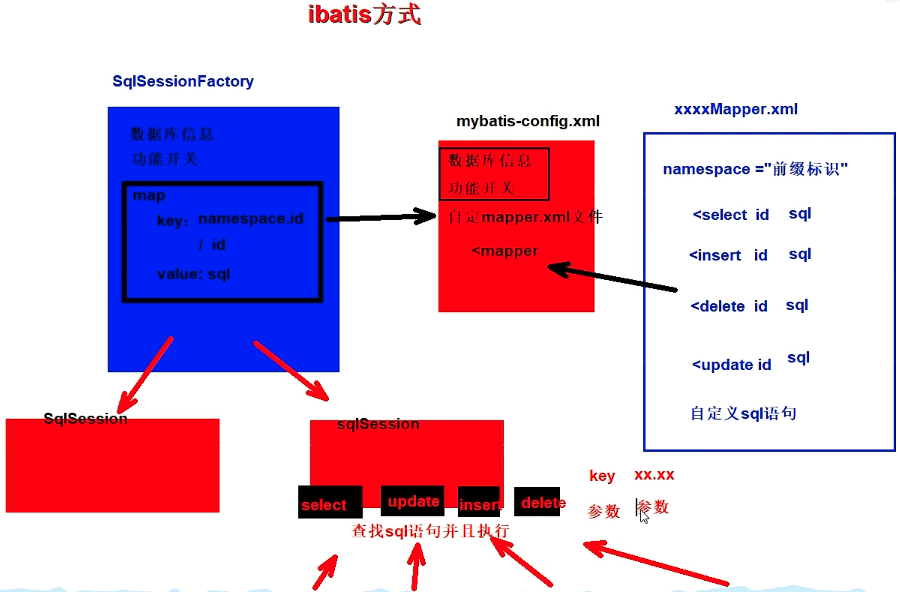 ibatis方式
SqlSessionFactory
数据库信息
功能开关
map
key: namespace.id
/ id
value: sql
mybatis-config.xml
数据库信息
功能开关
自定mapper.xml文件
<mapper
xxxxMapper.xml
namespace ="前缀标识"
<select id sql
<insert id sql
<delete id sql
<update id sql
自定义sql语句
SqlSession
sqlSession
select update insert delete
查找sql语句并且执行
key xx.xx
参数 参数